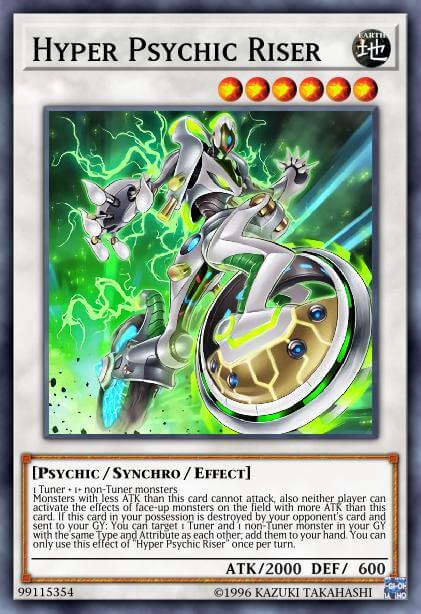 HYPER PSYCHIC RISER
EARTH
地
[PSYCHIC / SYNCHRO / EFFECT]
1 Tuner + 1+ non-Tuner monsters
Monsters with less ATK than this card cannot attack, also neither player can
activate the effects of face-up monsters on the field with more ATK than this
card. If this card in your possession is destroyed by your opponent's card and
sent to your GY: You can target 1 Tuner and 1 non-Tuner monster in your GY
with the same Type and Attribute as each other; add them to your hand. You can
only use this effect of "Hyper Psychic Riser" once per turn.
ATK/2000 DEF/ 600
99115354
©1996 KAZUKI TAKAHASHI